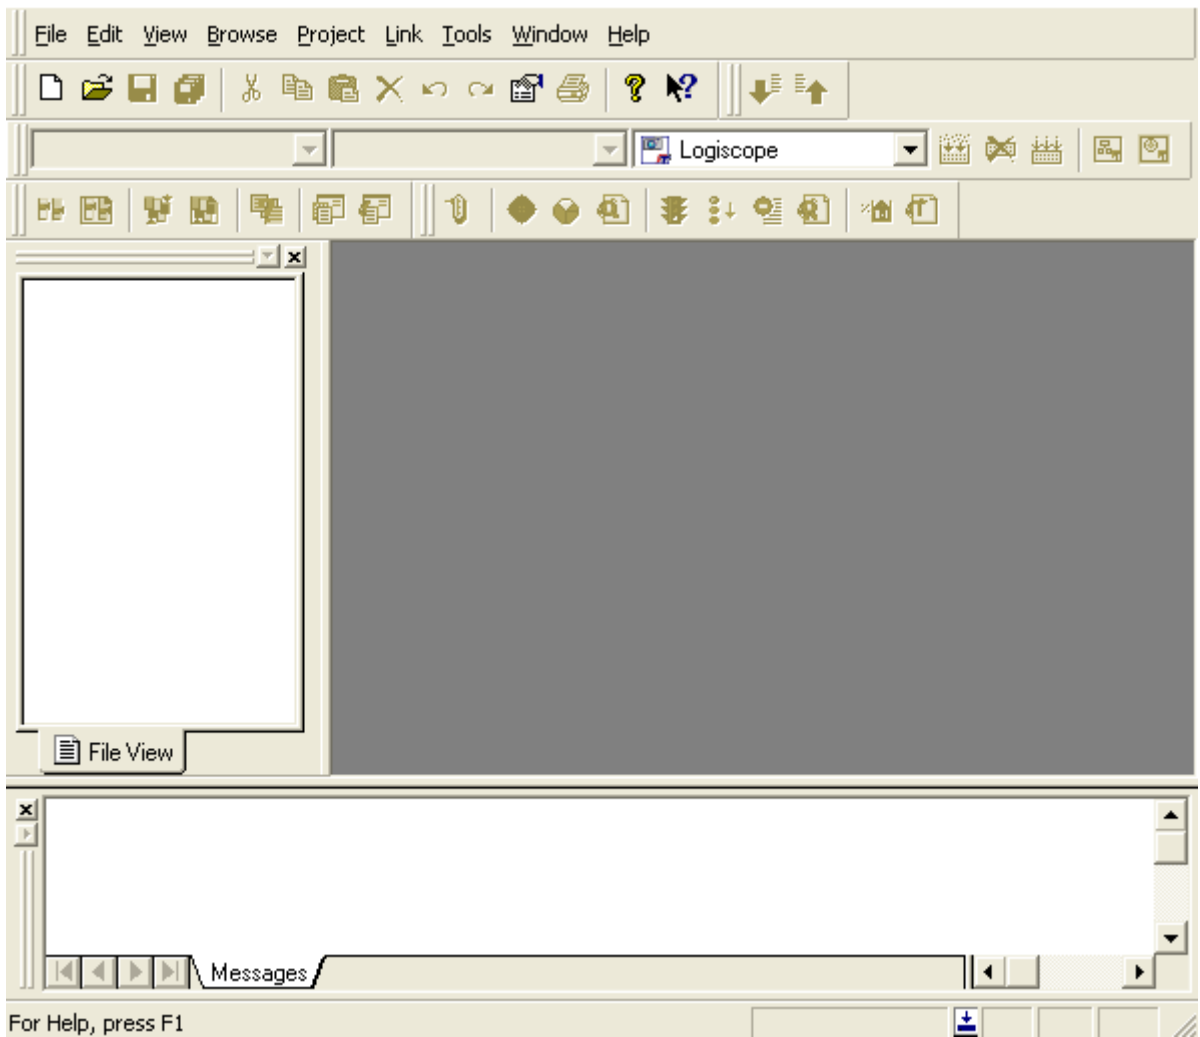 File Edit View Browse Project Link Tools Window Help
Logiscope
File View
Messages
For Help, press F1